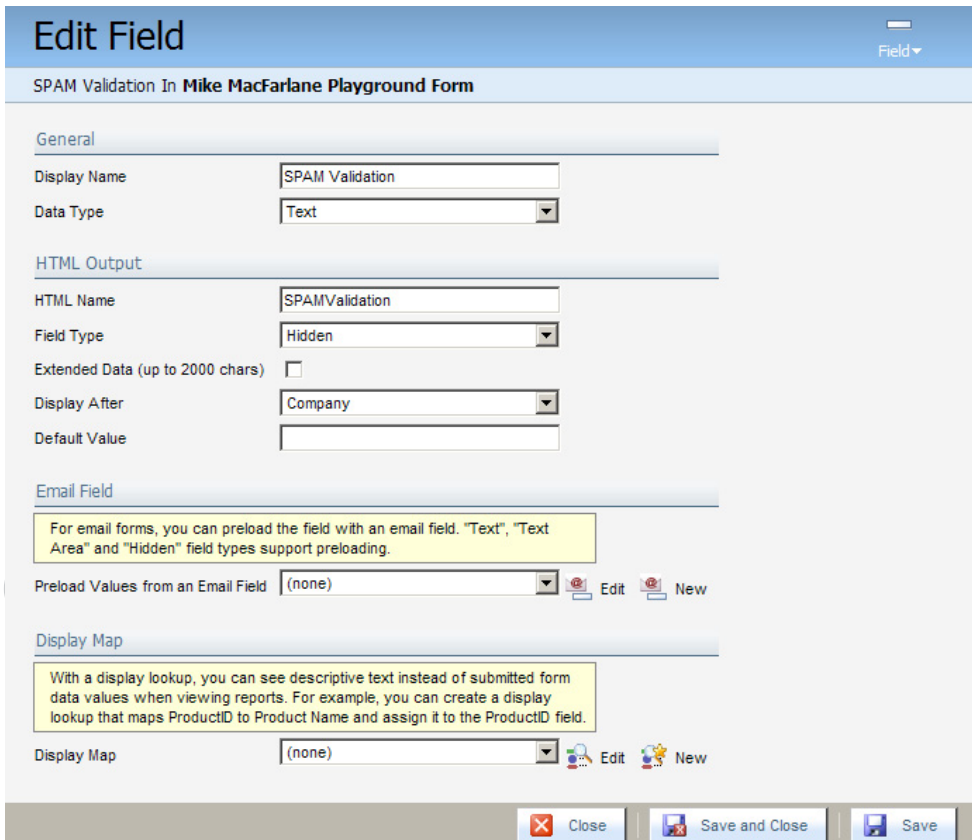 Edit Field
Field
SPAM Validation In Mike MacFarlane Playground Form
General
Display Name SPAM Validation
Data Type Text
HTML Output
HTML Name SPAMValidation
Field Type Hidden
Extended Data (up to 2000 chars)
Display After Company
Default Value
Email Field
For email forms, you can preload the field with an email field. "Text", "Text
Area" and "Hidden" field types support preloading.
Preload Values from an Email Field (none) Edit New
Display Map
With a display lookup, you can see descriptive text instead of submitted form
data values when viewing reports. For example, you can create a display
lookup that maps ProductID to Product Name and assign it to the ProductID field.
Display Map (none) Edit New
Close Save and Close Save